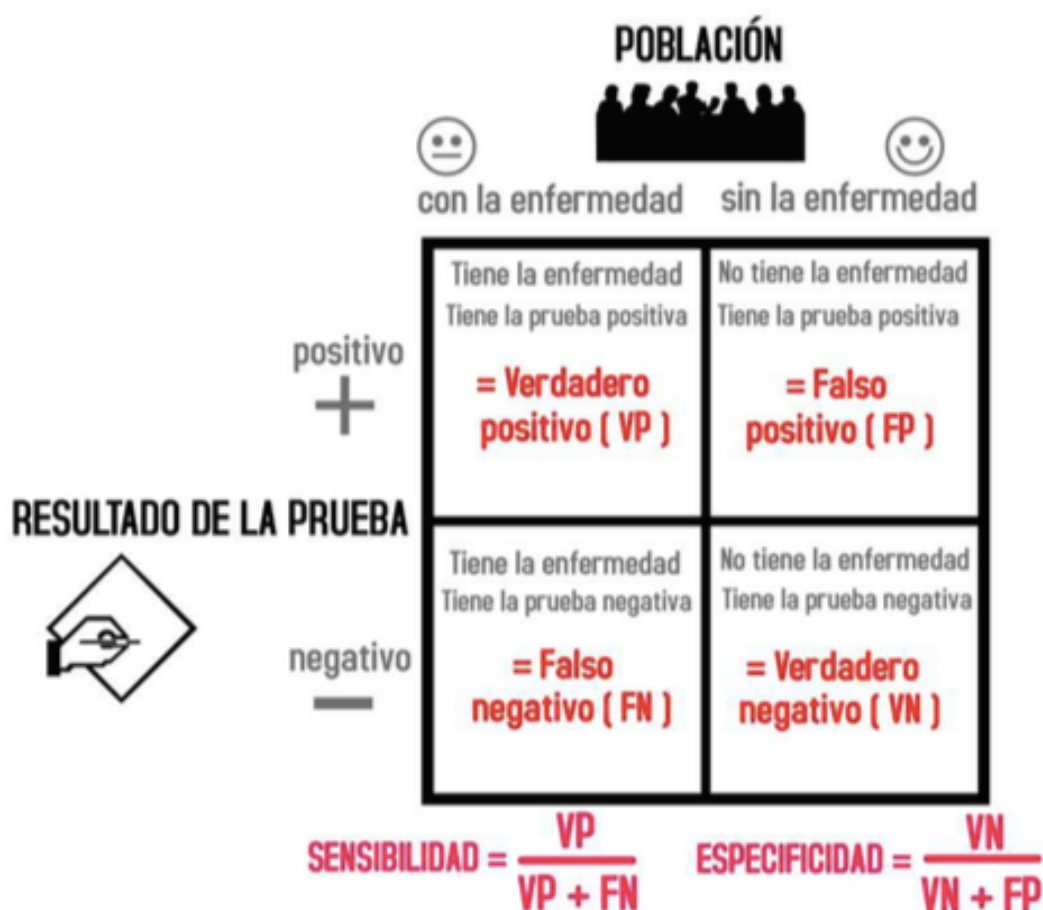 POBLACIÓN
con la enfermedad
sin la enfermedad
Tiene la enfermedad
Tiene la prueba positiva
= Verdadero
positivo ( VP )
No tiene la enfermedad
Tiene la prueba positiva
= Falso
positivo ( FP )
positivo
+
RESULTADO DE LA PRUEBA
negativo
−
Tiene la enfermedad
Tiene la prueba negativa
= Falso
negativo ( FN )
No tiene la enfermedad
Tiene la prueba negativa
= Verdadero
negativo ( VN )
SENSIBILIDAD = VP
VP + FN
ESPECIFICIDAD = VN
VN + FP